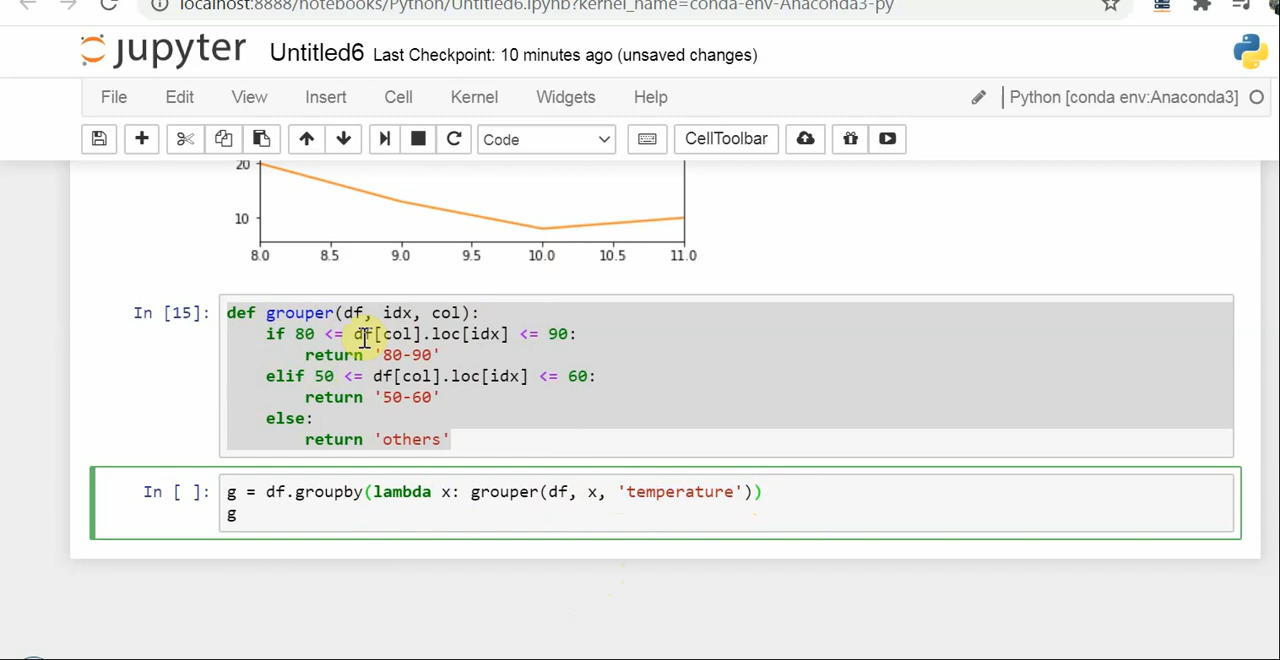 localhost:8888/notebooks/Python/Untitled6.ipynb?kernel_name=conda-env-Anaconda3-py
jupyter Untitled6 Last Checkpoint: 10 minutes ago (unsaved changes)
File Edit View Insert Cell Kernel Widgets Help Python [conda env:Anaconda3]
Code CellToolbar
20
10
8.0 8.5 9.0 9.5 10.0 10.5 11.0
In [15]: def grouper(df, idx, col):
if 80 <= df[col].loc[idx] <= 90:
return '80-90'
elif 50 <= df[col].loc[idx] <= 60:
return '50-60'
else:
return 'others'
In [ ]: g = df.groupby(lambda x: grouper(df, x, 'temperature'))
g